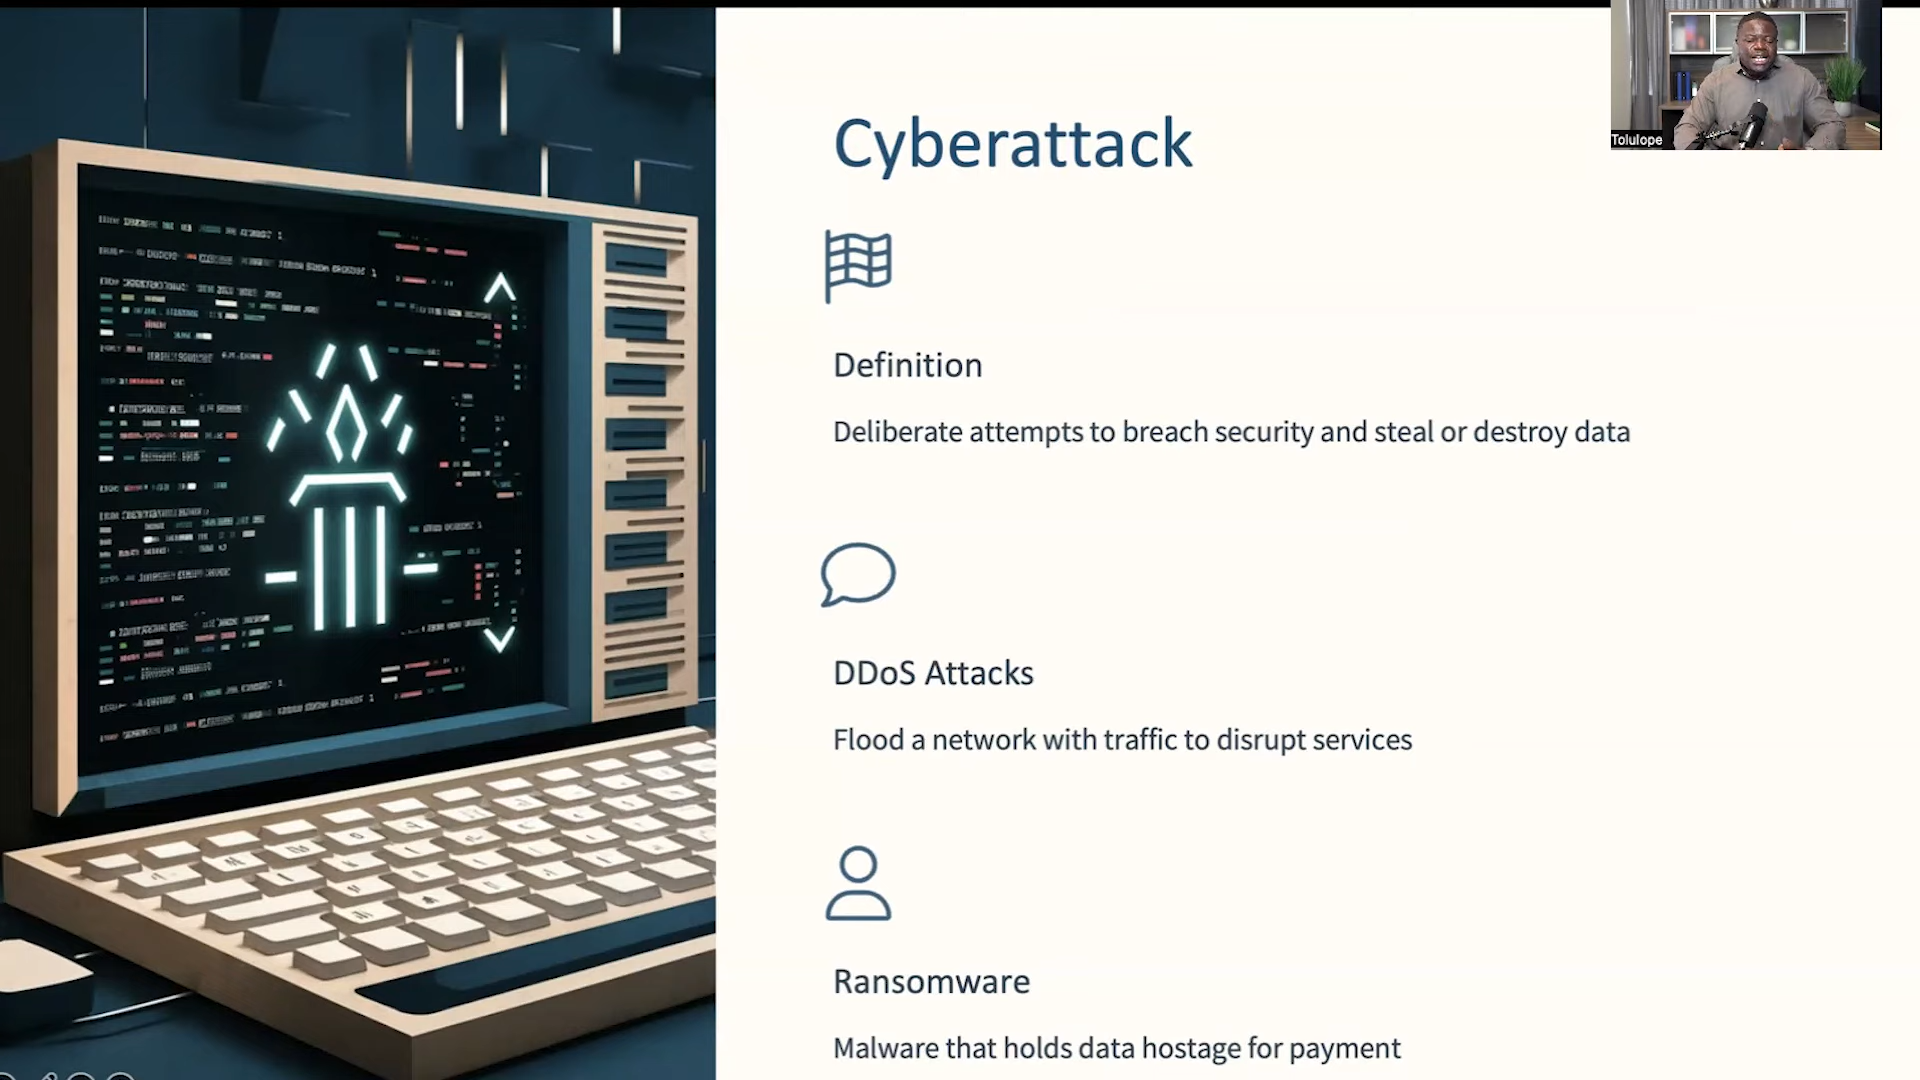 Cyberattack
Tolulope
Definition
Deliberate attempts to breach security and steal or destroy data
DDoS Attacks
Flood a network with traffic to disrupt services
Ransomware
Malware that holds data hostage for payment